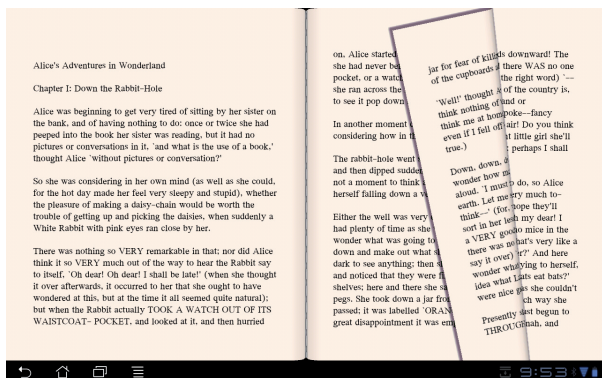 Alice's Adventures in Wonderland
Chapter I: Down the Rabbit-Hole
Alice was beginning to get very tired of sitting by her sister on
the bank, and of having nothing to do: once or twice she had
peeped into the book her sister was reading, but it had no
pictures or conversations in it, `and what is the use of a book,'
thought Alice `without pictures or conversation?'
So she was considering in her own mind (as well as she could,
for the hot day made her feel very sleepy and stupid), whether
the pleasure of making a daisy-chain would be worth the
trouble of getting up and picking the daisies, when suddenly a
White Rabbit with pink eyes ran close by her.
There was nothing so VERY remarkable in that; nor did Alice
think it so VERY much out of the way to hear the Rabbit say
to itself, `Oh dear! Oh dear! I shall be late!' (when she thought
it over afterwards, it occurred to her that she ought to have
wondered at this, but at the time it all seemed quite natural);
but when the Rabbit actually TOOK A WATCH OUT OF ITS
WAISTCOAT- POCKET, and looked at it, and then hurried
on, Alice started
she had never
pocket, or a
she ran across the
to see it pop down
In another moment
considering how in
The rabbit-hole went
and then dipped
not a moment to think
herself falling down a
Either the well was very
had plenty of time as she
wonder what was going to
down and make out what
dark to see anything; then
and noticed that they were
shelves; here and there she
pegs. She took down a jar
passed; it was labelled
great disappointment it was
jar for fear of
of the cupboards
`Well!' thought
think nothing of
think me at
even if I fell off
true.)
Down, down,
wonder how
aloud. `I must
earth. Let me
think--' (for,
sort in her
a VERY good
there was no
say it over)
wonder
idea what
were nice
Presently
downward! The
there WAS no one
the right word) `--
of the country is,
and or
poke--fancy
air! Do you think
little girl she'll
perhaps I shall
do, so Alice
much to-
hope they'll
my dear! I
mice in the
very like a
And here
to herself,
eat bats?'
she couldn't
which way she
just begun to
and
9:53